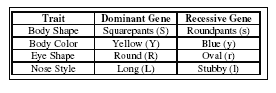 Trait Dominant Gene Recessive Gene
Body Shape Squarepants (S) Roundpants (s)
Body Color Yellow (Y) Blue (y)
Eye Shape Round (R) Oval (r)
Nose Style Long (L) Stubby (l)